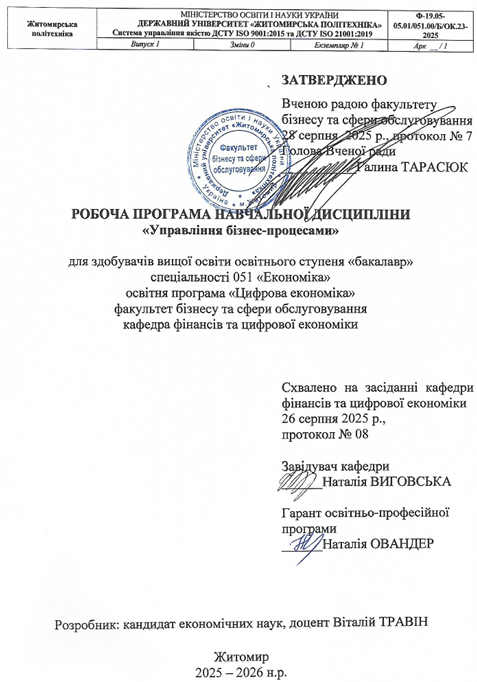 Житомирська
політехніка
МІНІСТЕРСТВО ОСВІТИ І НАУКИ УКРАЇНИ
ДЕРЖАВНИЙ УНІВЕРСИТЕТ «ЖИТОМИРСЬКА ПОЛІТЕХНІКА»
Система управління якістю ДСТУ ISO 9001:2015 та ДСТУ ISO 21001:2019
Ф-19.05-
05.01/051.00/Б/ОК.23-
2025
Випуск 1
Зміни 0
Екземпляр № 1
Арк __ / 1
ЗАТВЕРДЖЕНО
Вченою радою факультету
бізнесу та сфери обслуговування
28 серпня 2025 р., протокол № 7
Голова Вченої ради
Галина ТАРАСЮК
Міністерство освіти і науки України
Державний університет «Житомирська політехніка»
Факультет
бізнесу та сфери
обслуговування
РОБОЧА ПРОГРАМА НАВЧАЛЬНОЇ ДИСЦИПЛІНИ
«Управління бізнес-процесами»
для здобувачів вищої освіти освітнього ступеня «бакалавр»
спеціальності 051 «Економіка»
освітня програма «Цифрова економіка»
факультет бізнесу та сфери обслуговування
кафедра фінансів та цифрової економіки
Схвалено на засіданні кафедри
фінансів та цифрової економіки
26 серпня 2025 р.,
протокол № 08
Завідувач кафедри
Наталія ВИГОВСЬКА
Гарант освітньо-професійної
програми
Наталія ОВАНДЕР
Розробник: кандидат економічних наук, доцент Віталій ТРАВІН
Житомир
2025 – 2026 н.р.